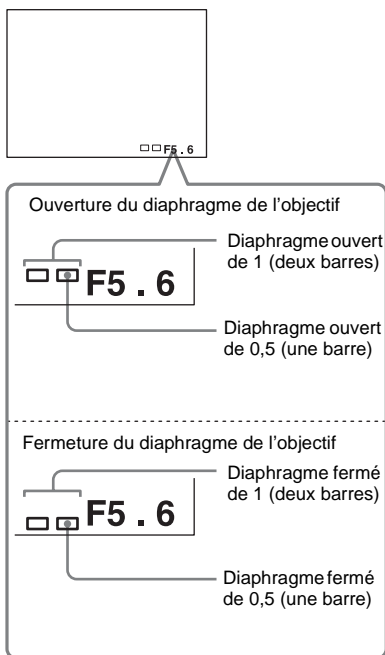 F5.6
Ouverture du diaphragme de l’objectif
Diaphragme ouvert
de 1 (deux barres)
F5.6
Diaphragme ouvert
de 0,5 (une barre)
Fermeture du diaphragme de l’objectif
Diaphragme fermé
de 1 (deux barres)
F5.6
Diaphragme fermé
de 0,5 (une barre)